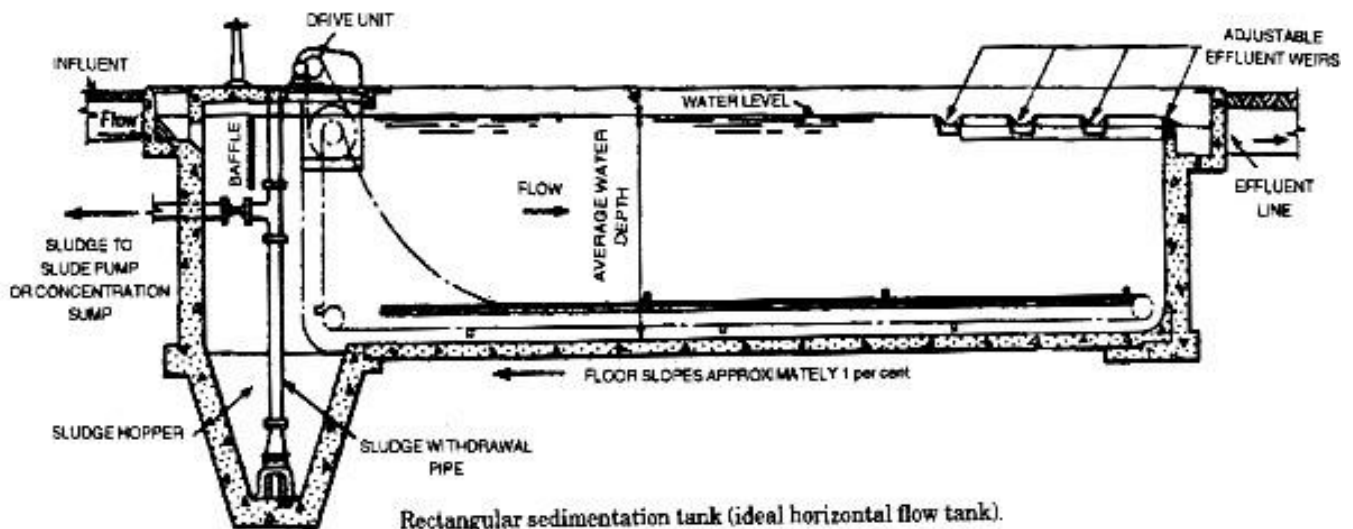 DRIVE UNIT
INFLUENT
Flow
BAFFLE
WATER LEVEL
ADJUSTABLE
EFFLUENT WEIRS
FLOW
AVERAGE WATER
DEPTH
EFFLUENT
LINE
SLUDGE TO
SLUDE PUMP
OR CONCENTRATION
SUMP
FLOOR SLOPES APPROXIMATELY 1 per cent
SLUDGE HOPPER
SLUDGE WITHDRAWAL
PIPE
Rectangular sedimentation tank (ideal horizontal flow tank).